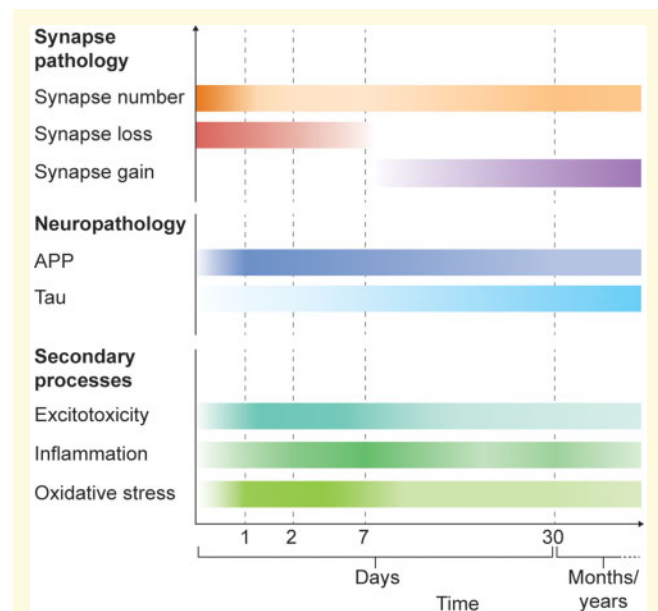 Synapse
pathology
Synapse number
Synapse loss
Synapse gain
Neuropathology
APP
Tau
Secondary
processes
Excitotoxicity
Inflammation
Oxidative stress
1 2 7 30
Days Months/
years
Time